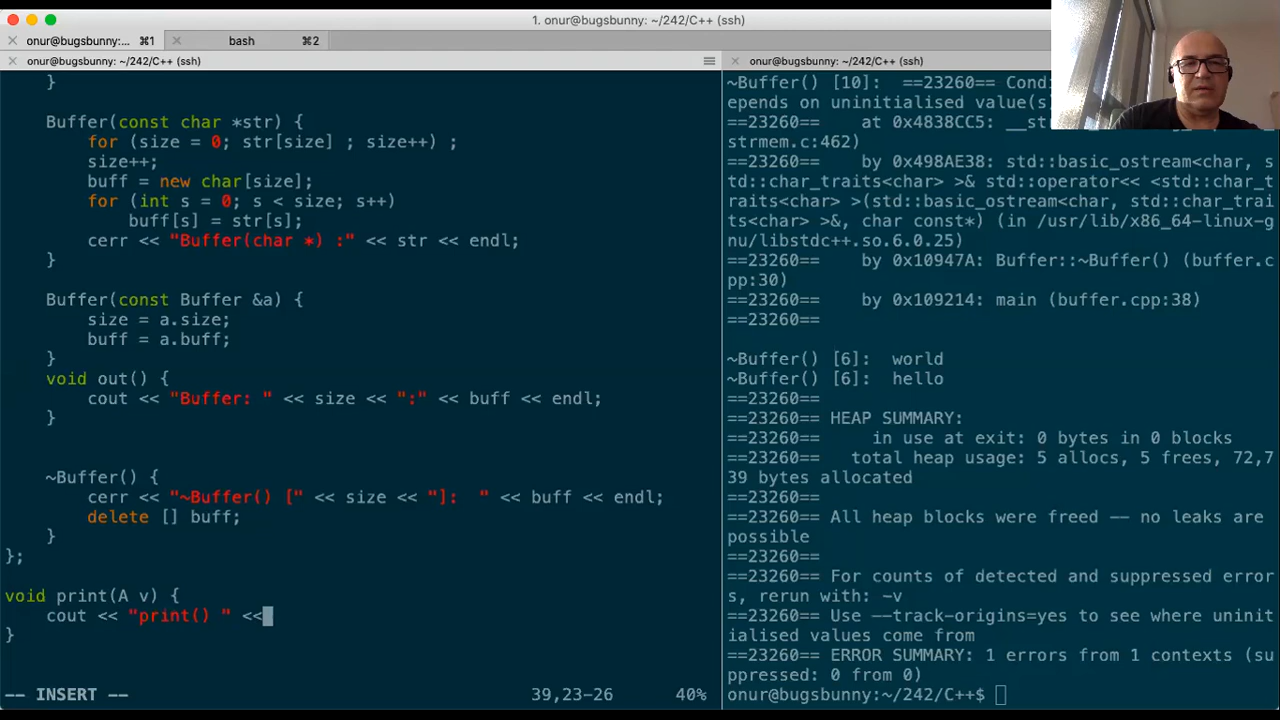 1. onur@bugsbunny: ~/242/C++ (ssh)
onur@bugsbunny:... ⌘1
bash ⌘2
onur@bugsbunny: ~/242/C++ (ssh)
}
Buffer(const char *str) {
for (size = 0; str[size] ; size++) ;
size++;
buff = new char[size];
for (int s = 0; s < size; s++)
buff[s] = str[s];
cerr << "Buffer(char *) :" << str << endl;
}
Buffer(const Buffer &a) {
size = a.size;
buff = a.buff;
}
void out() {
cout << "Buffer: " << size << ":" << buff << endl;
}
~Buffer() {
cerr << "~Buffer() [" << size << "]:  " << buff << endl;
delete [] buff;
}
};
void print(A v) {
cout << "print() " <<
}
-- INSERT -- 39,23-26 40%
onur@bugsbunny: ~/242/C++ (ssh)
~Buffer() [10]:  ==23260== Cond
epends on uninitialised value(s
==23260==    at 0x4838CC5: __s
strmem.c:462)
==23260==    by 0x498AE38: std::basic_ostream<char, s
td::char_traits<char> >& std::operator<< <std::char_t
raits<char> >(std::basic_ostream<char, std::char_trai
ts<char> >&, char const*) (in /usr/lib/x86_64-linux-g
nu/libstdc++.so.6.0.25)
==23260==    by 0x10947A: Buffer::~Buffer() (buffer.c
pp:30)
==23260==    by 0x109214: main (buffer.cpp:38)
==23260==
~Buffer() [6]:  world
~Buffer() [6]:  hello
==23260==
==23260== HEAP SUMMARY:
==23260==     in use at exit: 0 bytes in 0 blocks
==23260==   total heap usage: 5 allocs, 5 frees, 72,7
39 bytes allocated
==23260==
==23260== All heap blocks were freed -- no leaks are
possible
==23260==
==23260== For counts of detected and suppressed error
s, rerun with: -v
==23260== Use --track-origins=yes to see where uninit
ialised values come from
==23260== ERROR SUMMARY: 1 errors from 1 contexts (su
ppressed: 0 from 0)
onur@bugsbunny:~/242/C++$